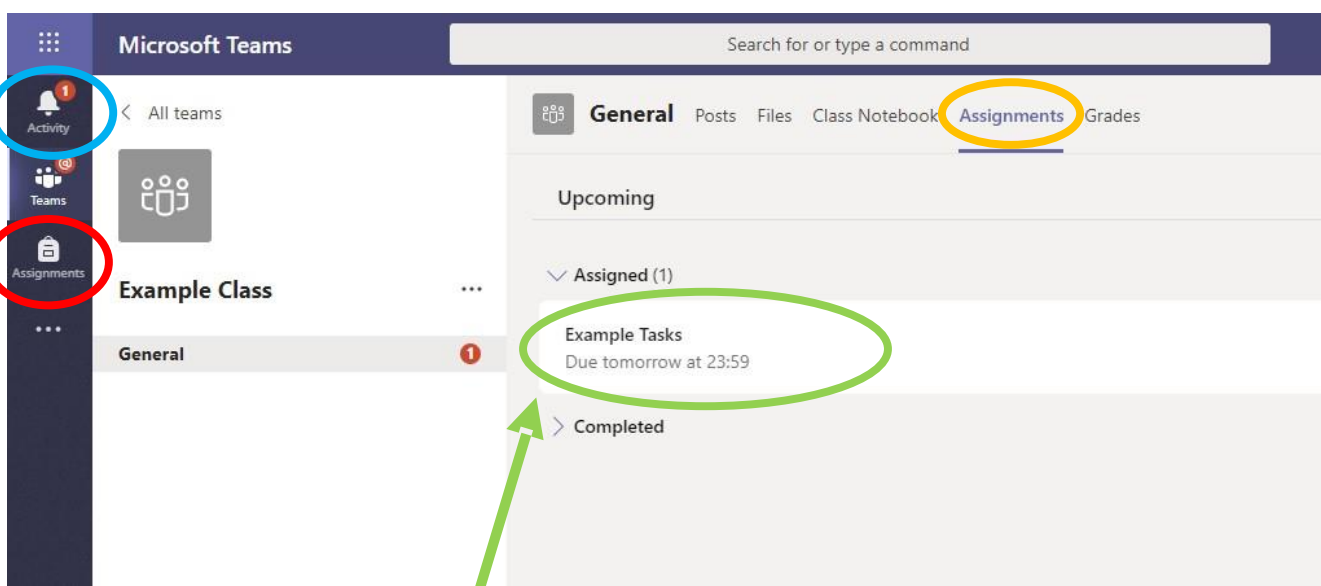 Microsoft Teams
Search for or type a command
1
Activity
@
Teams
Assignments
All teams
Example Class
...
General
1
General Posts Files Class Notebook Assignments Grades
Upcoming
Assigned (1)
Example Tasks
Due tomorrow at 23:59
Completed